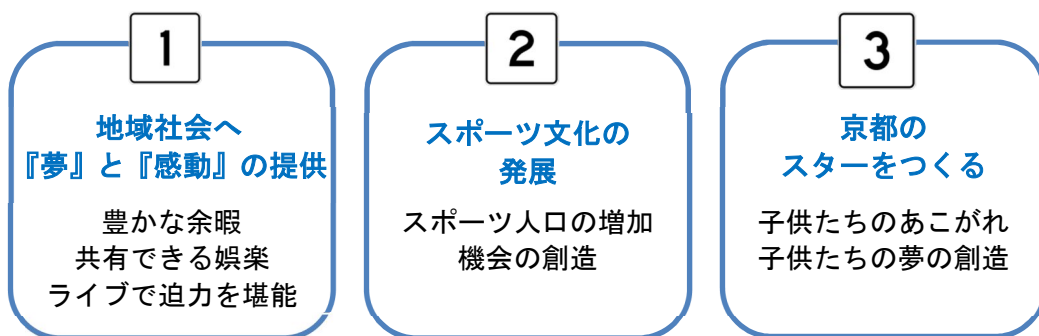 1
地域社会へ
『夢』と『感動』の提供
豊かな余暇
共有できる娯楽
ライブで迫力を堪能
2
スポーツ文化の
発展
スポーツ人口の増加
機会の創造
3
京都の
スターをつくる
子供たちのあこがれ
子供たちの夢の創造